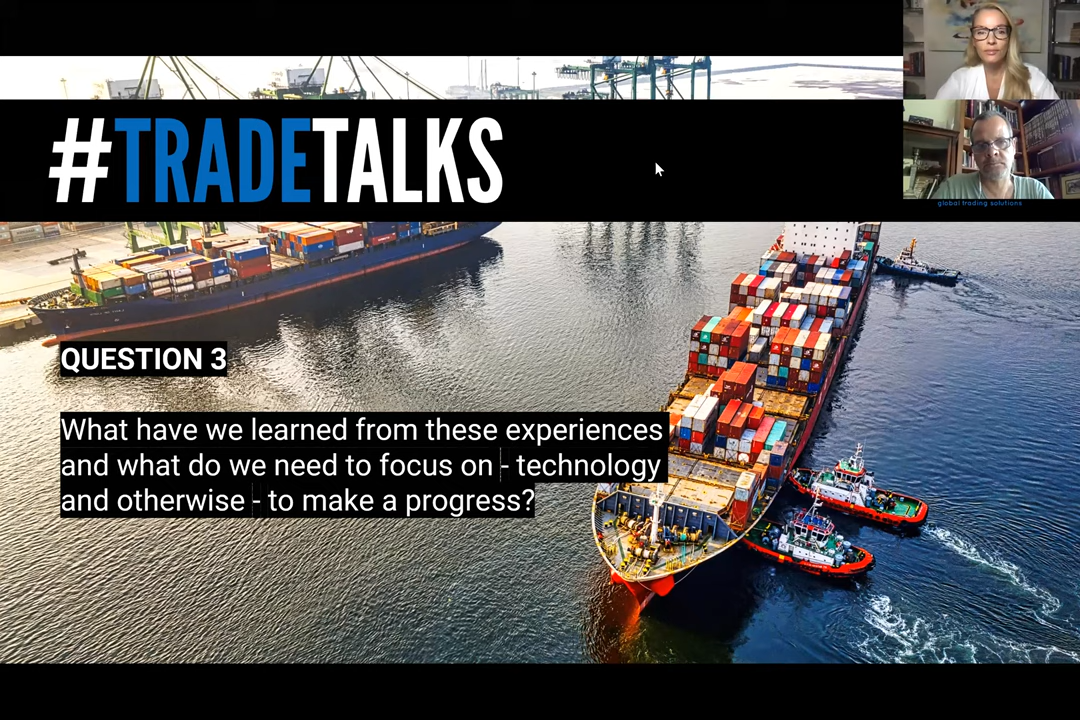 #TRADETALKS
global trading solutions
QUESTION 3
What have we learned from these experiences
and what do we need to focus on - technology
and otherwise - to make a progress?